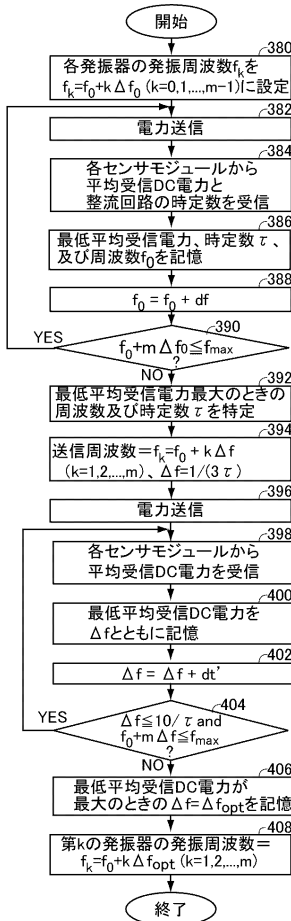 開始
380
各発振器の発振周波数fkを
fk=f0+kΔf0 (k=0,1,...,m-1)に設定
382
電力送信
384
各センサモジュールから
平均受信DC電力と
整流回路の時定数を受信
386
最低平均受信電力、時定数τ、
及び周波数f0を記憶
388
f0 = f0 + df
390
YES
f0+mΔf0≦fmax
?
NO
392
最低平均受信電力最大のときの
周波数及び時定数τを特定
394
送信周波数=fk=f0 + kΔf
(k=1,2,...,m)、Δf=1/(3τ)
396
電力送信
398
各センサモジュールから
平均受信DC電力を受信
400
最低平均受信DC電力を
Δfとともに記憶
402
Δf = Δf + dt'
404
YES
Δf≦10/τ and
f0+mΔf≦fmax
?
NO
406
最低平均受信DC電力が
最大のときのΔf=Δfoptを記憶
408
第kの発振器の発振周波数=
fk=f0+kΔfopt (k=1,2,...,m)
終了